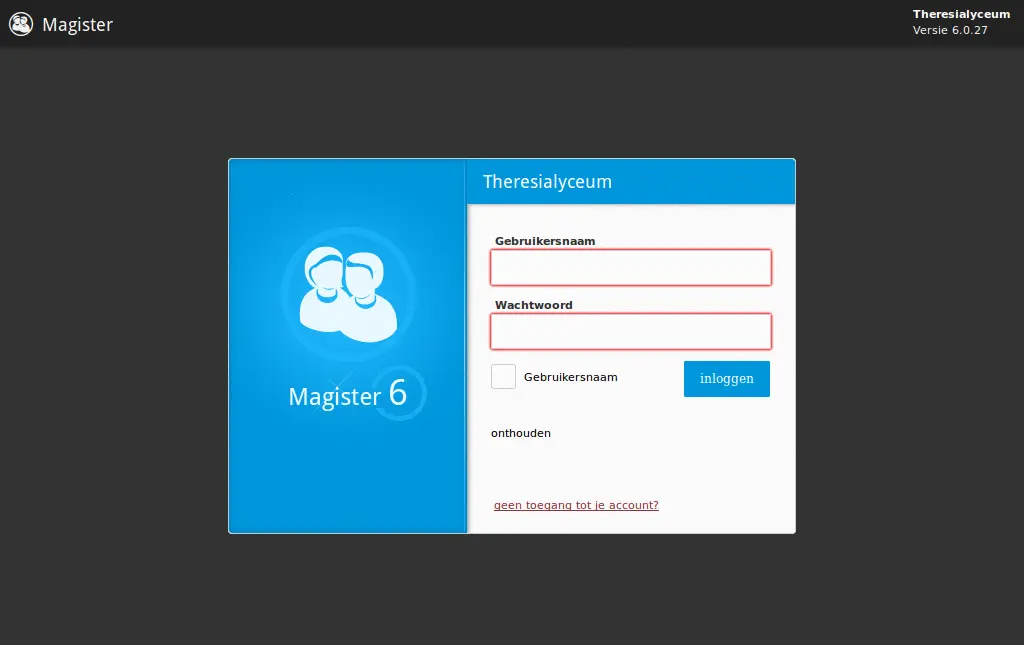 Magister
Theresialyceum
Versie 6.0.27
Theresialyceum
Gebruikersnaam
Wachtwoord
Gebruikersnaam
inloggen
onthouden
geen toegang tot je account?
Magister 6